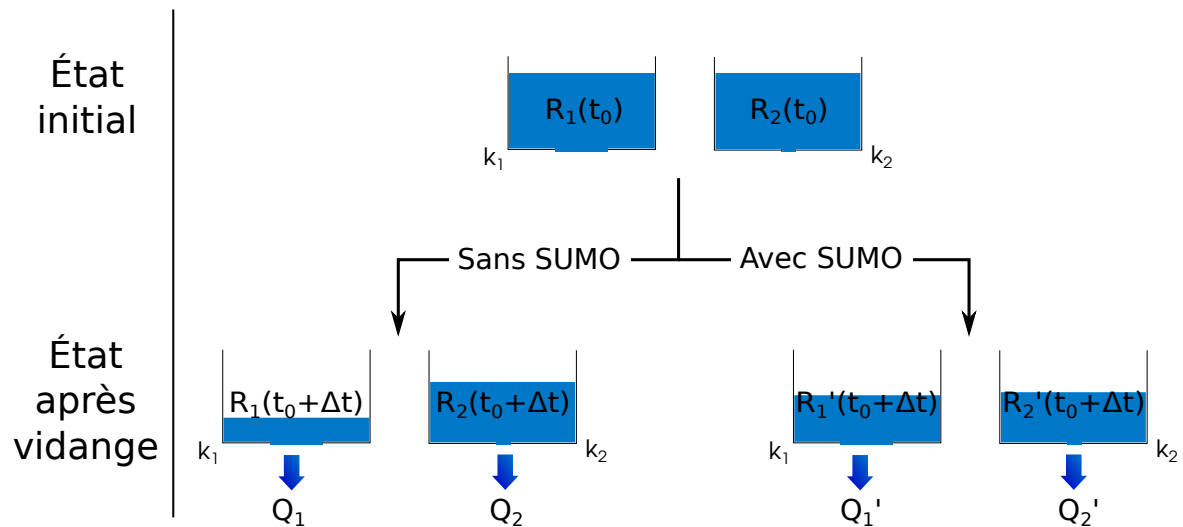 État
initial
R₁(t₀)
R₂(t₀)
k₁
k₂
Sans SUMO
Avec SUMO
État
après
vidange
R₁(t₀+Δt)
R₂(t₀+Δt)
R₁'(t₀+Δt)
R₂'(t₀+Δt)
k₁
k₂
k₁
k₂
Q₁
Q₂
Q₁'
Q₂'